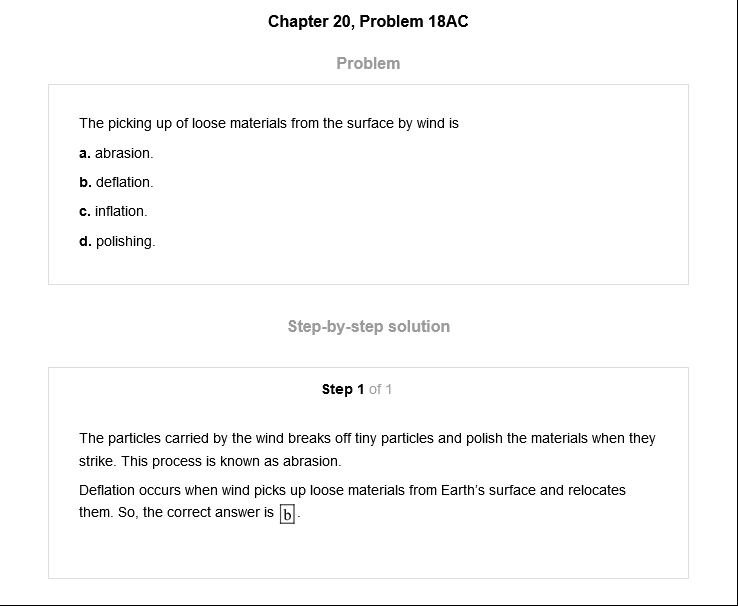 Chapter 20, Problem 18AC
Problem
The picking up of loose materials from the surface by wind is
a. abrasion.
b. deflation.
c. inflation.
d. polishing.
Step-by-step solution
Step 1 of 1
The particles carried by the wind breaks off tiny particles and polish the materials when they
strike. This process is known as abrasion.
Deflation occurs when wind picks up loose materials from Earth's surface and relocates
them. So, the correct answer is b.